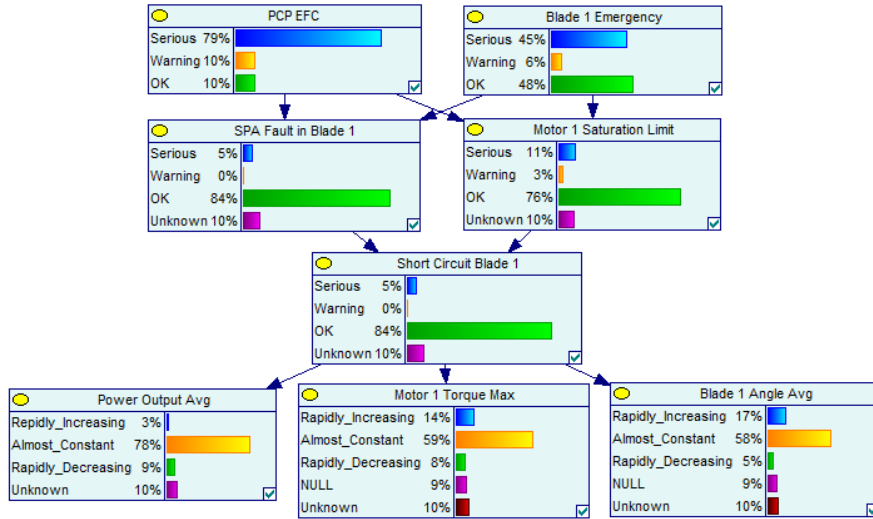 PCP EFC
Serious 79%
Warning 10%
OK 10%
Blade 1 Emergency
Serious 45%
Warning 6%
OK 48%
SPA Fault in Blade 1
Serious 5%
Warning 0%
OK 84%
Unknown 10%
Motor 1 Saturation Limit
Serious 11%
Warning 3%
OK 76%
Unknown 10%
Short Circuit Blade 1
Serious 5%
Warning 0%
OK 84%
Unknown 10%
Power Output Avg
Repidly_Increasing 3%
Almost_Constant 78%
Rapidly_Decreasing 9%
Unknown 10%
Motor 1 Torque Max
Rapidly_Increasing 14%
Almost_Constant 59%
Rapidly_Decreasing 8%
NULL 9%
Unknown 10%
Blade 1 Angle Avg
Rapidly_Increasing 17%
Almost_Constant 58%
Rapidly_Decreasing 5%
NULL 9%
Unknown 10%